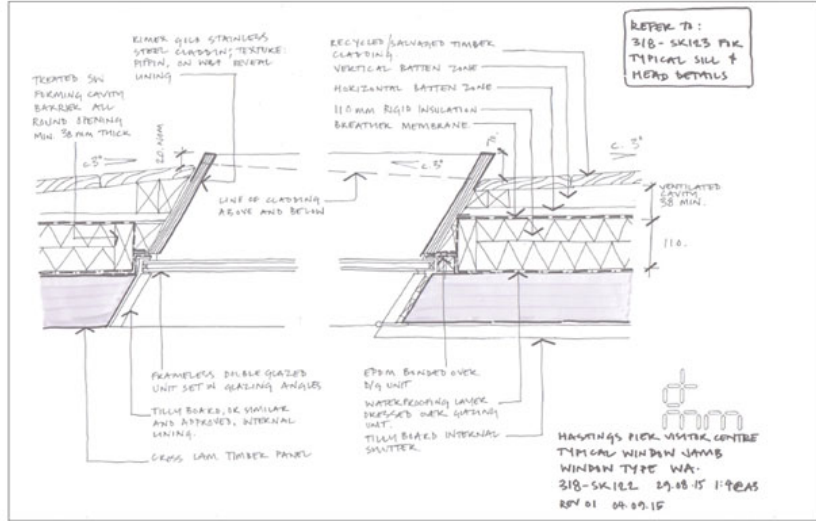 RIMEX GOLD STAINLESS
STEEL CLADDING; TEXTURE:
PIPPIN, ON WBP REVEAL
LINING
TREATED SW
FORMING CAVITY
BARRIER ALL
ROUND OPENING
MIN. 38 MM THICK
20. NOM
c.3°
RECYCLED/SALVAGED TIMBER
CLADDING
VERTICAL BATTEN ZONE
HORIZONTAL BATTEN ZONE
110 MM RIGID INSULATION
BREATHER MEMBRANE
REFER TO:
318-SK123 FOR
TYPICAL SILL &
HEAD DETAILS
c.3°
70.
c. 3°
LINE OF CLADDING
ABOVE AND BELOW
VENTILATED
CAVITY
38 MIN.
110.
FRAMELESS DOUBLE GLAZED
UNIT SET IN GLAZING ANGLES
TILLY BOARD, OR SIMILAR
AND APPROVED, INTERNAL
LINING.
CROSS LAM TIMBER PANEL
EPDM BONDED OVER
D/G UNIT
WATERPROOFING LAYER
DRESSED OVER GLAZING
UNIT.
TILLY BOARD INTERNAL
SHUTTER.
d
mm
HASTINGS PIER VISITOR CENTRE
TYPICAL WINDOW JAMB
WINDOW TYPE WA.
318-SK122 29.08.15 1:4@A3
REV 01 04.09.15